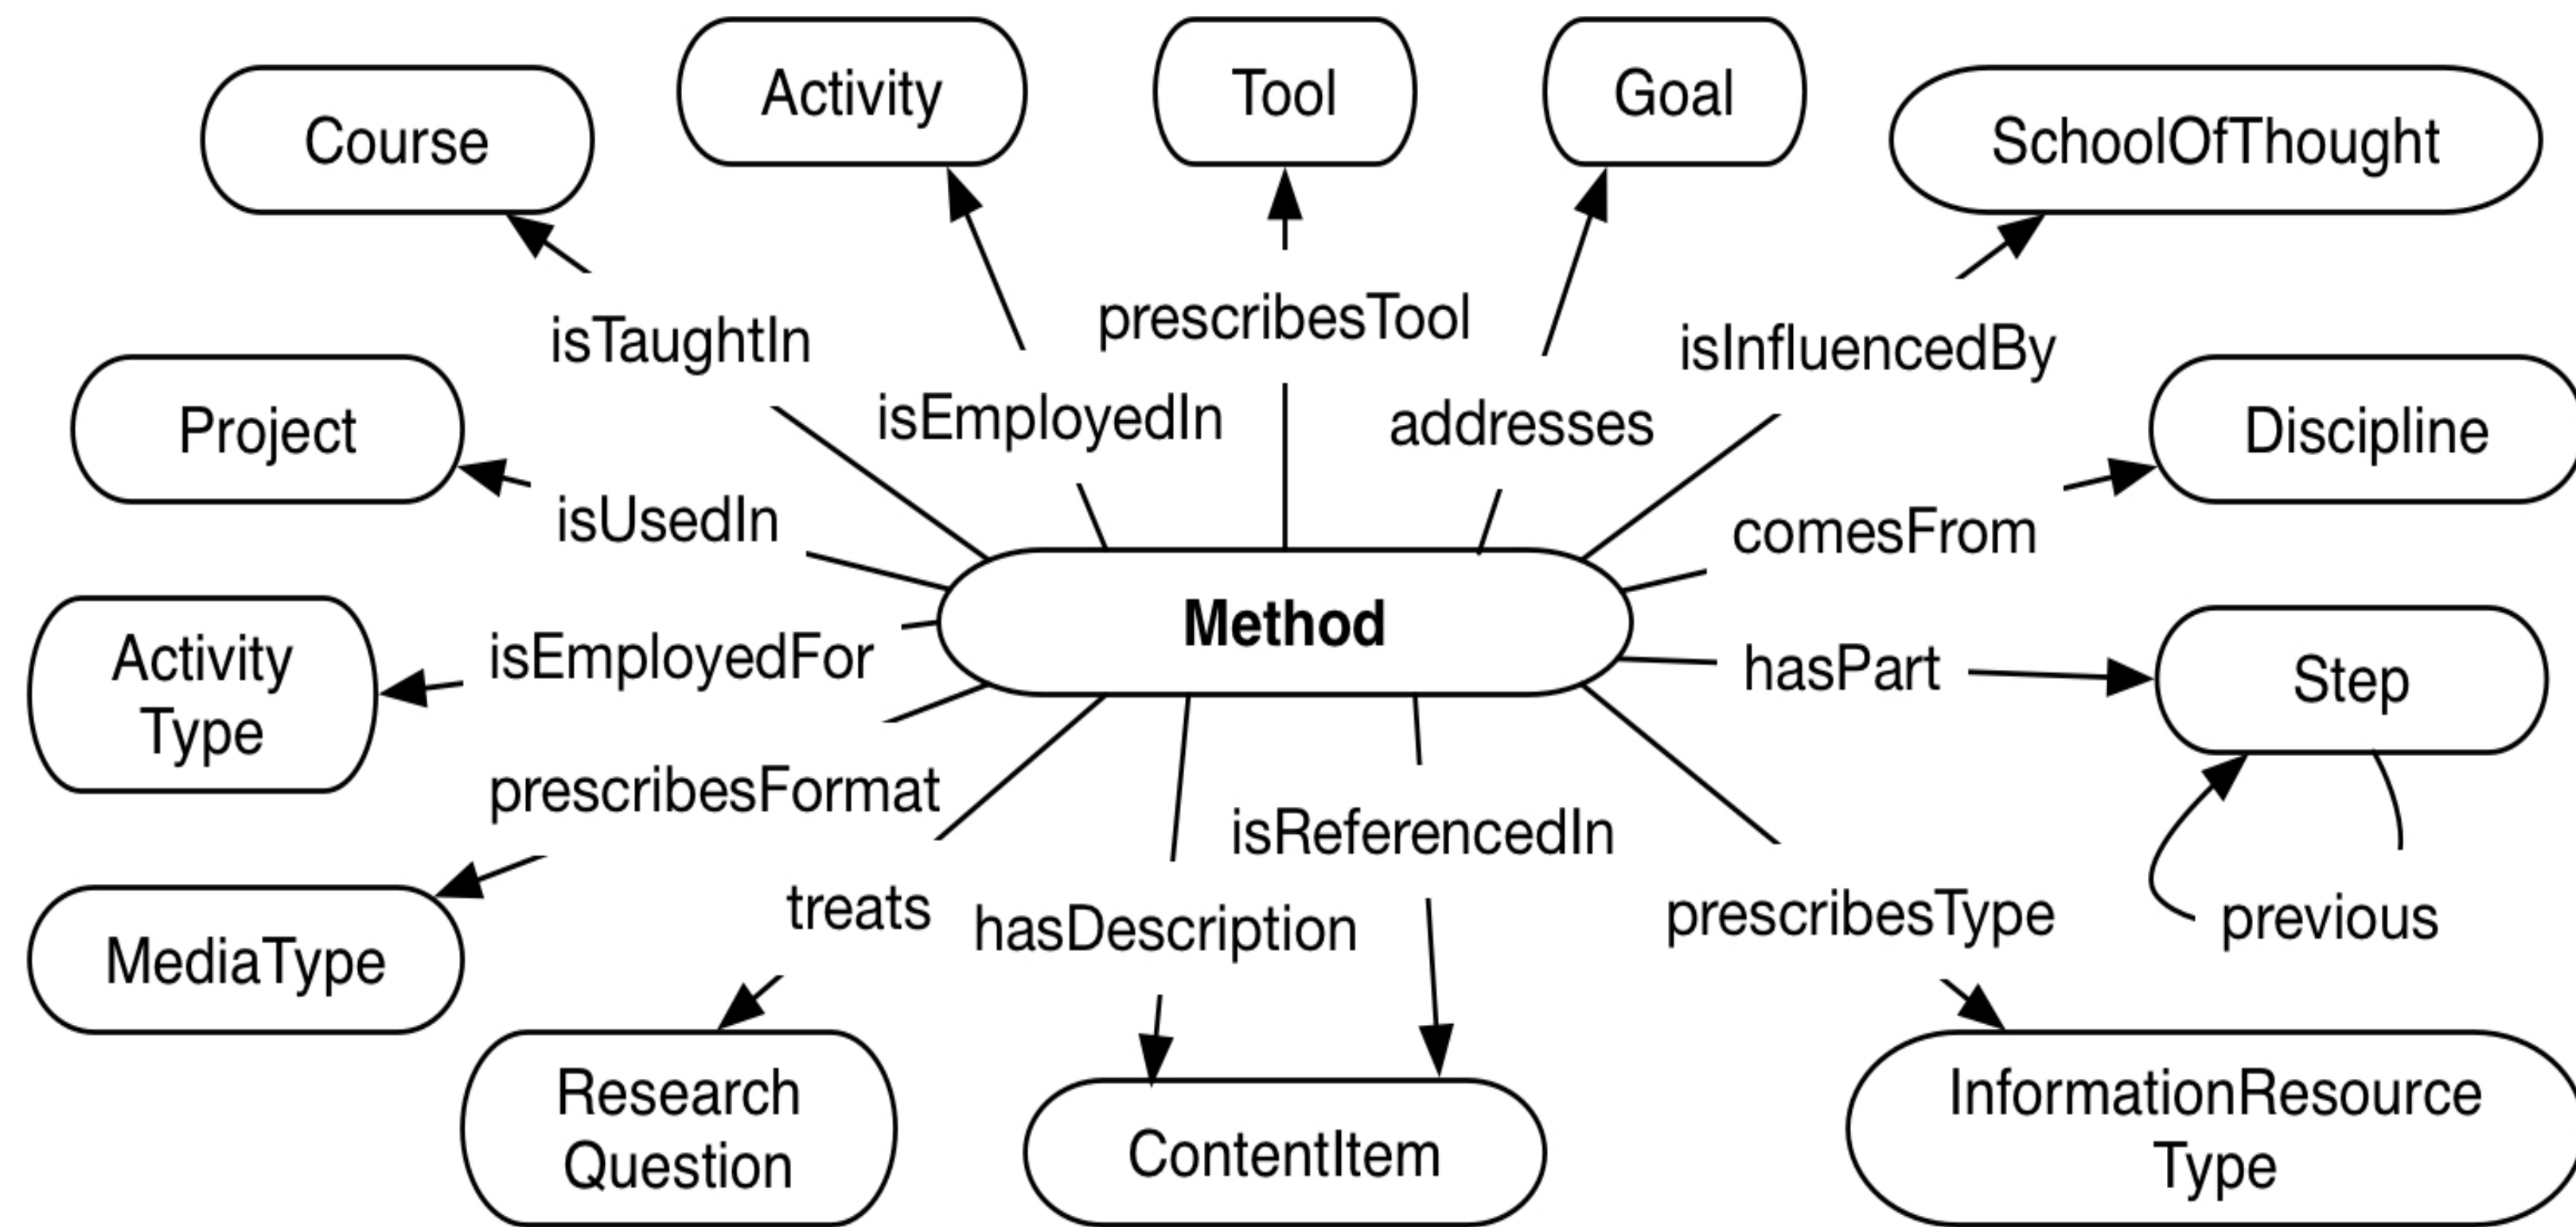 Activity
Tool
Goal
Course
SchoolOfThought
prescribesTool
isTaughtIn
isInfluencedBy
isEmployedIn
addresses
Project
Discipline
isUsedIn
comesFrom
Method
Activity
Type
isEmployedFor
hasPart
Step
prescribesFormat
isReferencedIn
treats
hasDescription
prescribesType
previous
MediaType
Research
Question
ContentItem
InformationResource
Type